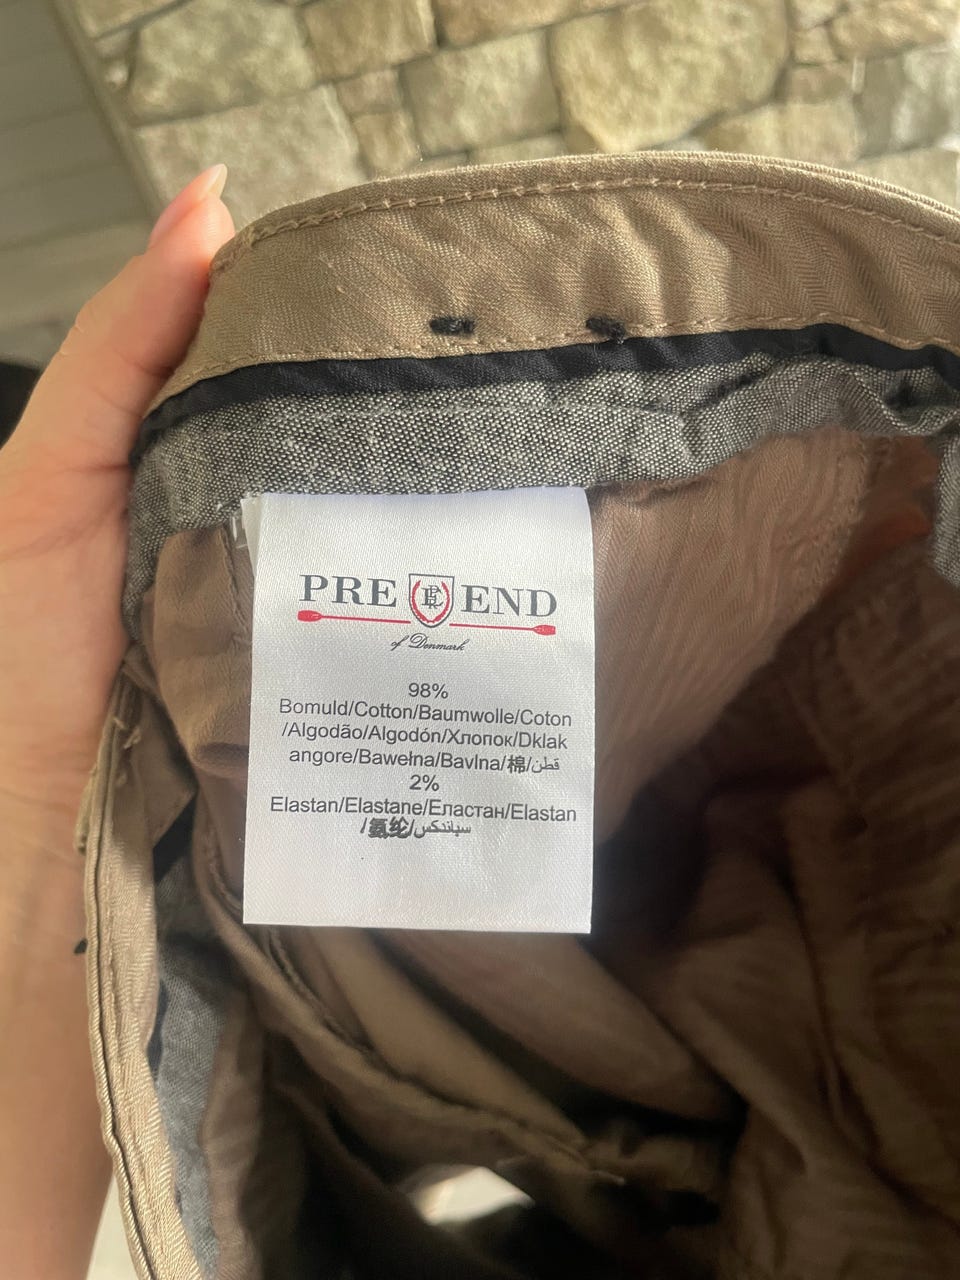 PRE END
of Denmark
98%
Bomuld/Cotton/Baumwolle/Coton
/Algodão/Algodón/Хлопок/Dklak
angore/Bawełna/Bavlna/棉/قطن
2%
Elastan/Elastane/Еластан/Elastan
/氨纶/سباندكس